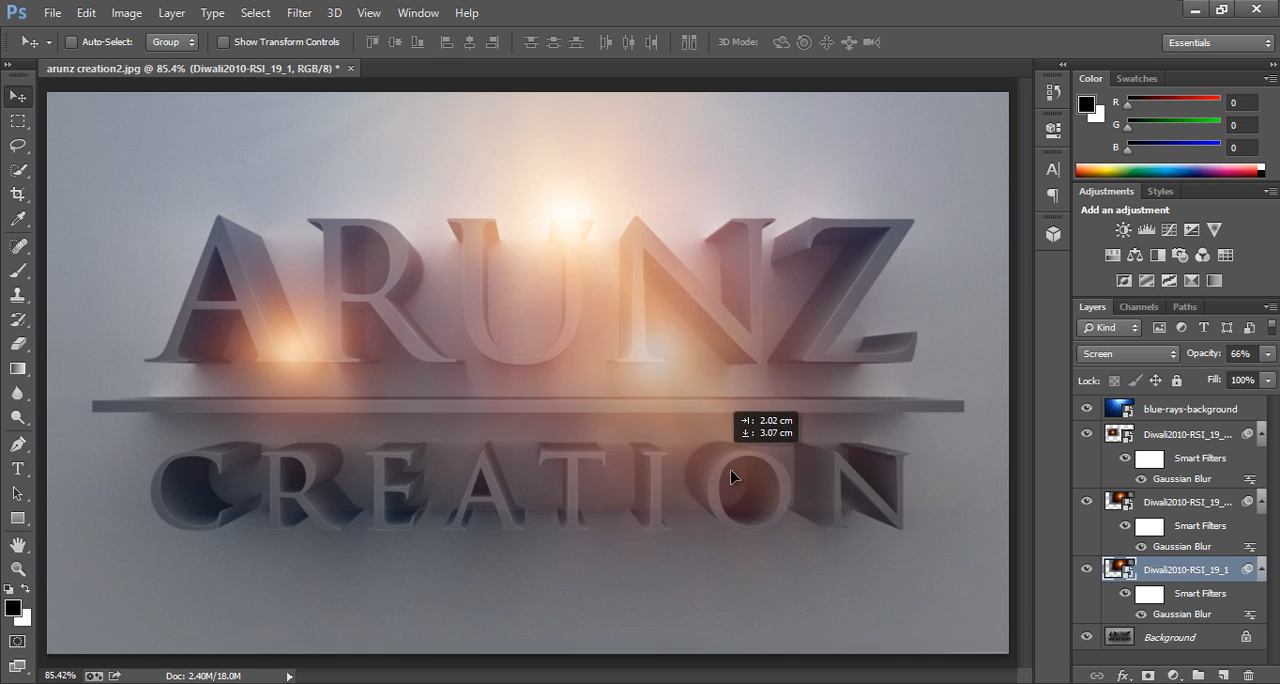 Ps File Edit Image Layer Type Select Filter 3D View Window Help
Auto-Select: Group Show Transform Controls 3D Mode: Essentials
arunz creation2.jpg @ 85.4% (Diwali2010-RSI_19_1, RGB/8) * ×
Color Swatches
R 0
G 0
B 0
Adjustments Styles
Add an adjustment
ARUNZ
CREATION
2.02 cm
3.07 cm
Layers Channels Paths
Kind T
Screen Opacity: 66%
Lock: Fill: 100%
blue-rays-background
Diwali2010-RSI_19_...
Smart Filters
Gaussian Blur
Diwali2010-RSI_19_...
Smart Filters
Gaussian Blur
Diwali2010-RSI_19_1
Smart Filters
Gaussian Blur
Background
fx
85.42% Doc: 2.40M/18.0M